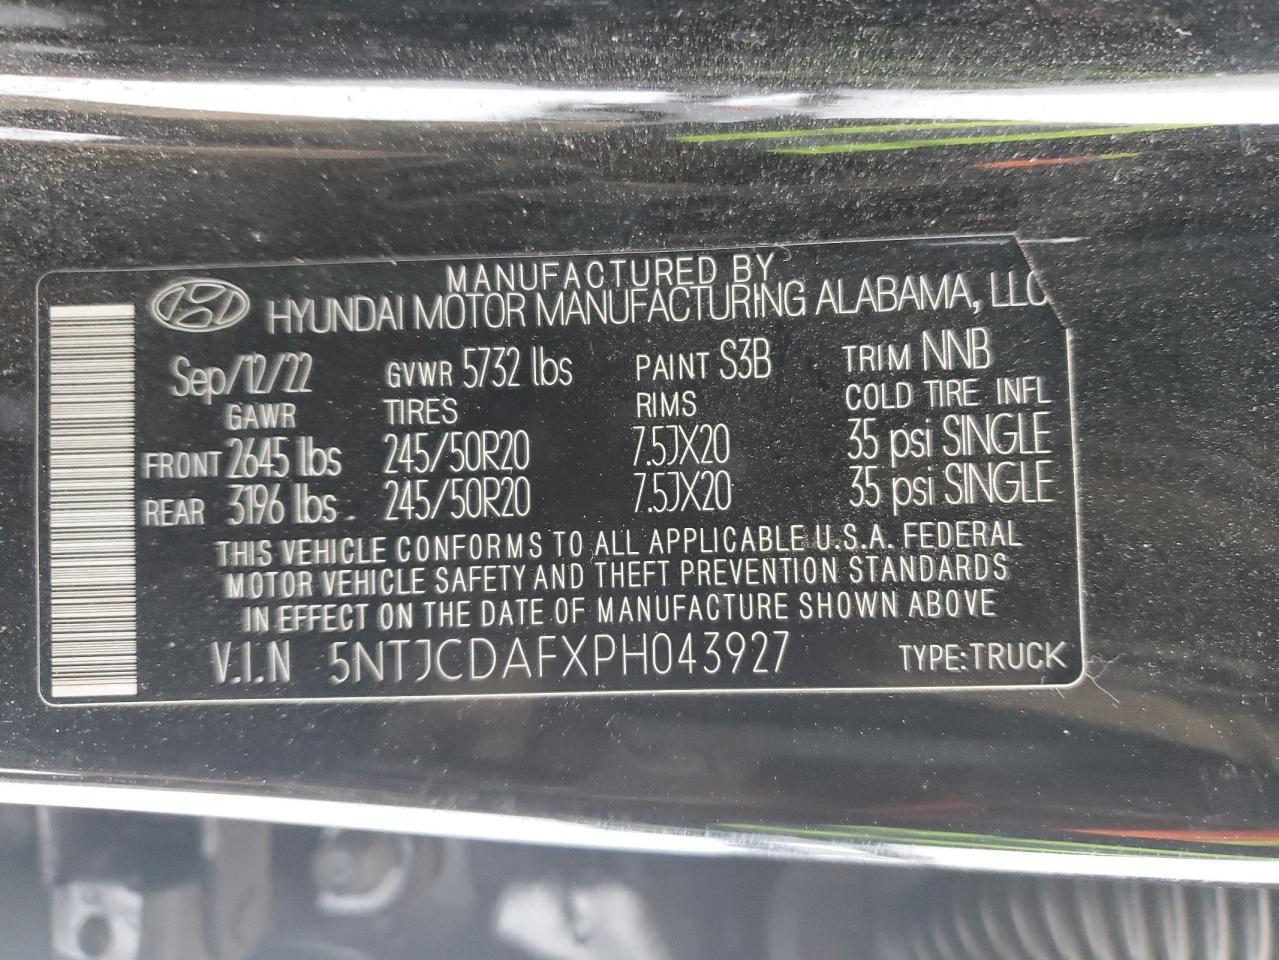 MANUFACTURED BY
HYUNDAI MOTOR MANUFACTURING ALABAMA, LLC
Sep/12/22 GVWR 5732 lbs PAINT S3B TRIM NNB
GAWR TIRES RIMS COLD TIRE INFL
FRONT 2645 lbs 245/50R20 7.5JX20 35 psi SINGLE
REAR 3196 lbs 245/50R20 7.5JX20 35 psi SINGLE
THIS VEHICLE CONFORMS TO ALL APPLICABLE U.S.A. FEDERAL
MOTOR VEHICLE SAFETY AND THEFT PREVENTION STANDARDS
IN EFFECT ON THE DATE OF MANUFACTURE SHOWN ABOVE
V.I.N 5NTJCDAFXPH043927 TYPE:TRUCK